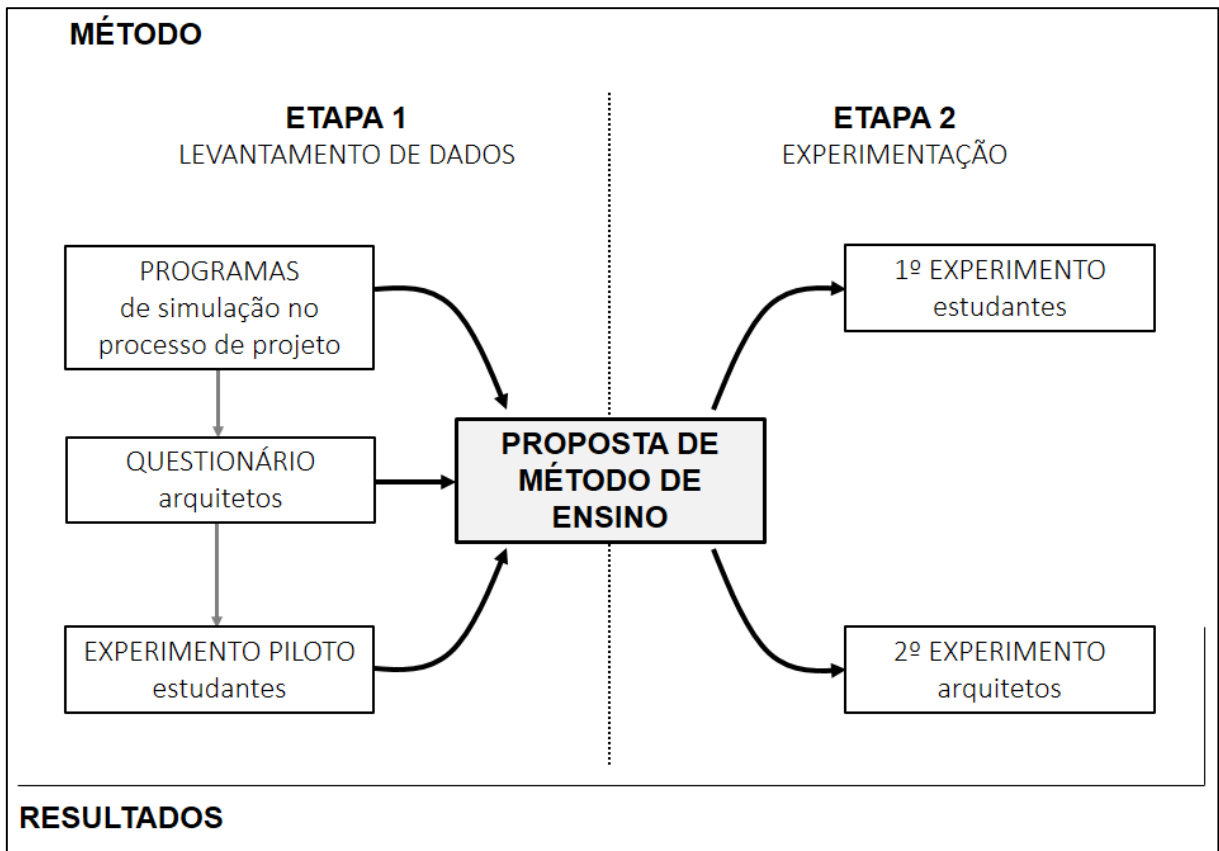 MÉTODO
ETAPA 1
LEVANTAMENTO DE DADOS
ETAPA 2
EXPERIMENTAÇÃO
PROGRAMAS
de simulação no
processo de projeto
QUESTIONÁRIO
arquitetos
EXPERIMENTO PILOTO
estudantes
PROPOSTA DE
MÉTODO DE
ENSINO
1º EXPERIMENTO
estudantes
2º EXPERIMENTO
arquitetos
RESULTADOS